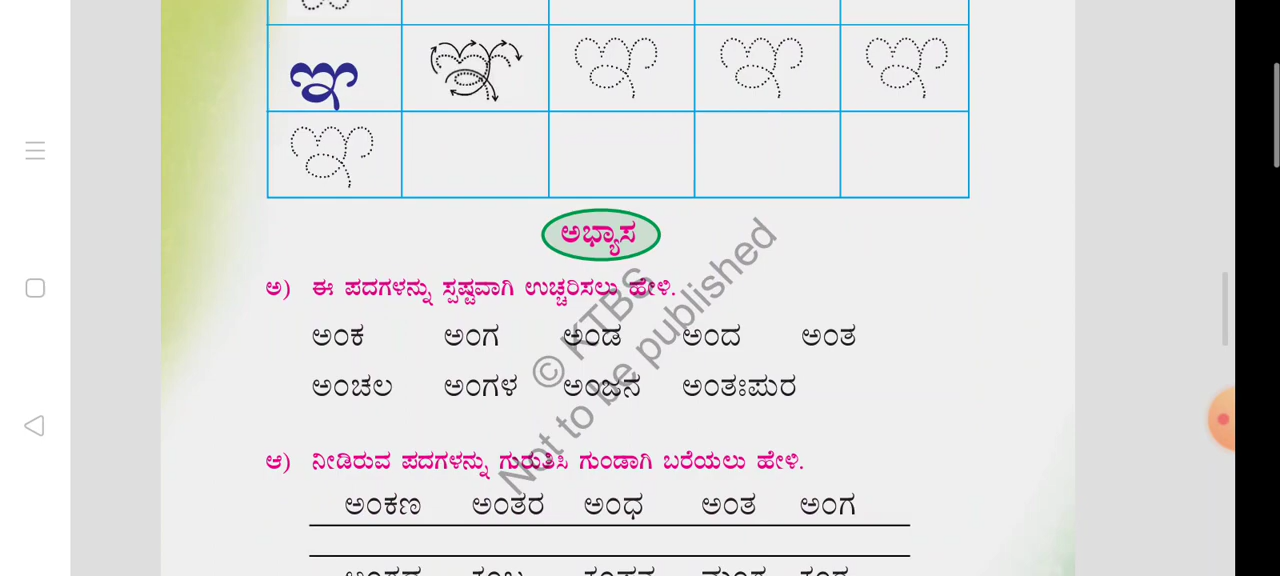 ಞ
ಅಭ್ಯಾಸ
ಅ) ಈ ಪದಗಳನ್ನು ಸ್ಪಷ್ಟವಾಗಿ ಉಚ್ಚರಿಸಲು ಹೇಳಿ.
ಅಂಕ ಅಂಗ ಅಂಡ ಅಂದ ಅಂತ
ಅಂಚಲ ಅಂಗಳ ಅಂಜನ ಅಂತಃಪುರ
ಆ) ನೀಡಿರುವ ಪದಗಳನ್ನು ಗುರುತಿಸಿ ಗುಂಡಾಗಿ ಬರೆಯಲು ಹೇಳಿ.
ಅಂಕಣ ಅಂತರ ಅಂಧ ಅಂತ ಅಂಗ
© KTBS
Not to be published